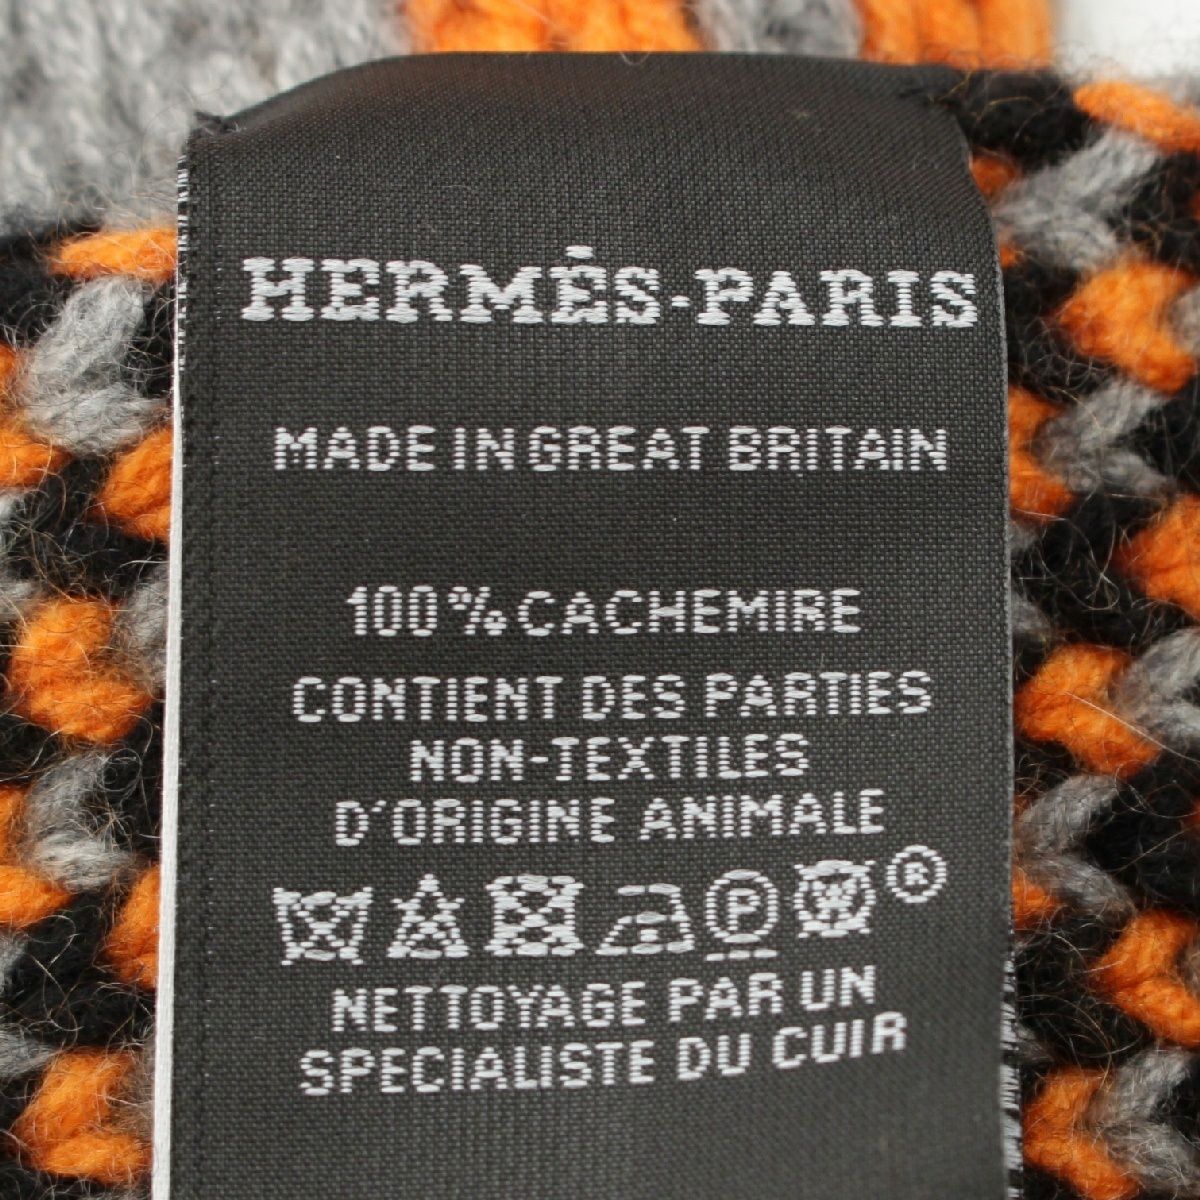 HERMÈS-PARIS
MADE IN GREAT BRITAIN
100% CACHEMIRE
CONTIENT DES PARTIES
NON-TEXTILES
D'ORIGINE ANIMALE
P W ®
NETTOYAGE PAR UN
SPECIALISTE DU CUIR